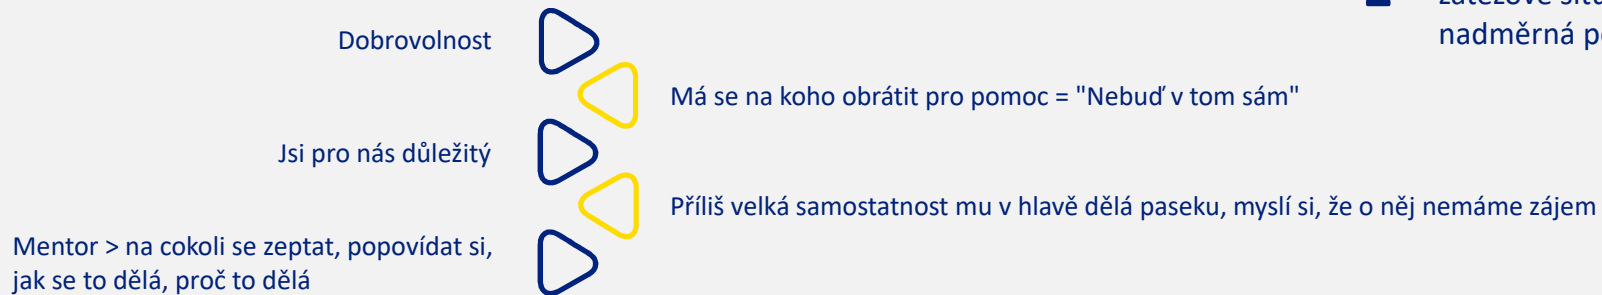 nadměrná
Dobrovolnost
Má se na koho obrátit pro pomoc = "Nebuď v tom sám"
Jsi pro nás důležitý
Příliš velká samostatnost mu v hlavě dělá paseku, myslí si, že o něj nemáme zájem
Mentor > na cokoli se zeptat, popovídat si,
jak se to dělá, proč to dělá